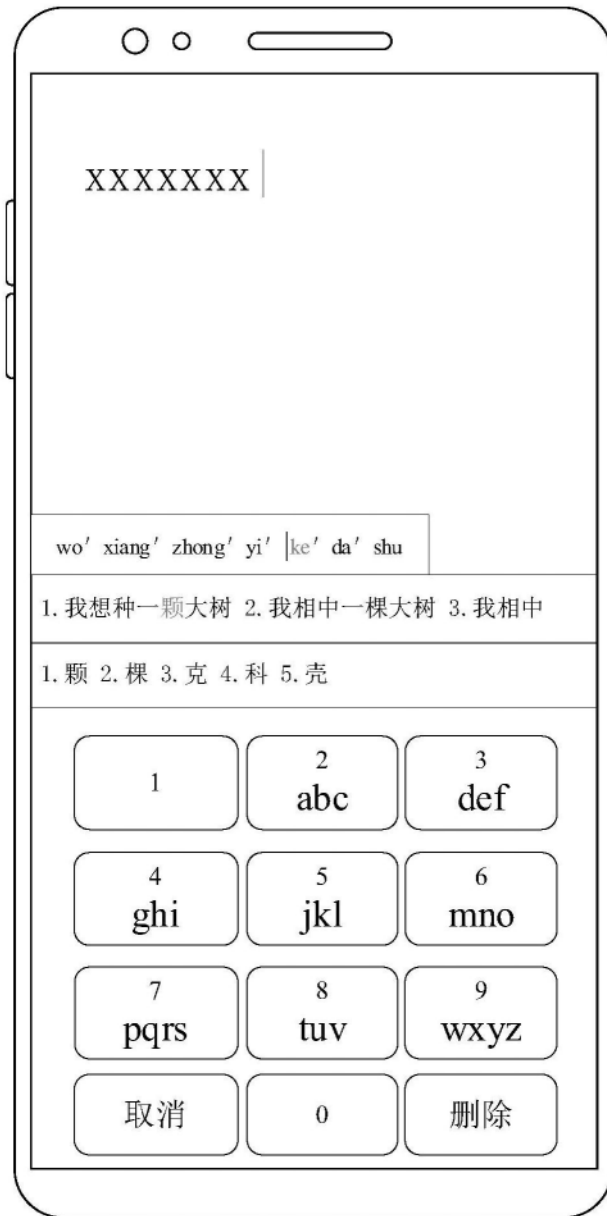 XXXXXXX
wo′ xiang′ zhong′ yi′ ke′ da′ shu
1.我想种一颗大树 2.我相中一棵大树 3.我相中
1.颗 2.棵 3.克 4.科 5.壳
1 2 3
abc def
4 5 6
ghi jkl mno
7 8 9
pqrs tuv wxyz
取消 0 删除